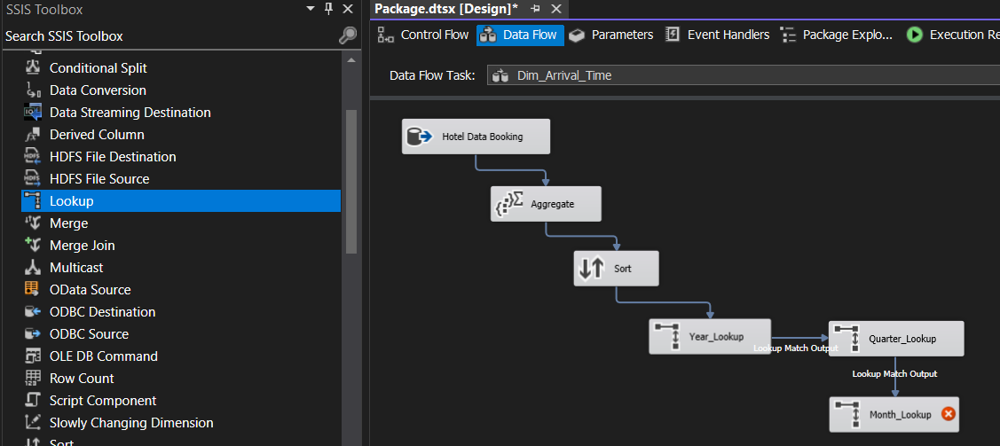 SSIS Toolbox
Search SSIS Toolbox
Conditional Split
Data Conversion
Data Streaming Destination
Derived Column
HDFS File Destination
HDFS File Source
Lookup
Merge
Merge Join
Multicast
OData Source
ODBC Destination
ODBC Source
OLE DB Command
Row Count
Script Component
Slowly Changing Dimension
Sort
Package.dtsx [Design]*
Control Flow
Data Flow
Parameters
Event Handlers
Package Explo...
Execution Re
Data Flow Task:
Dim_Arrival_Time
Hotel Data Booking
Aggregate
Sort
Year_Lookup
Lookup Match Output
Quarter_Lookup
Lookup Match Output
Month_Lookup